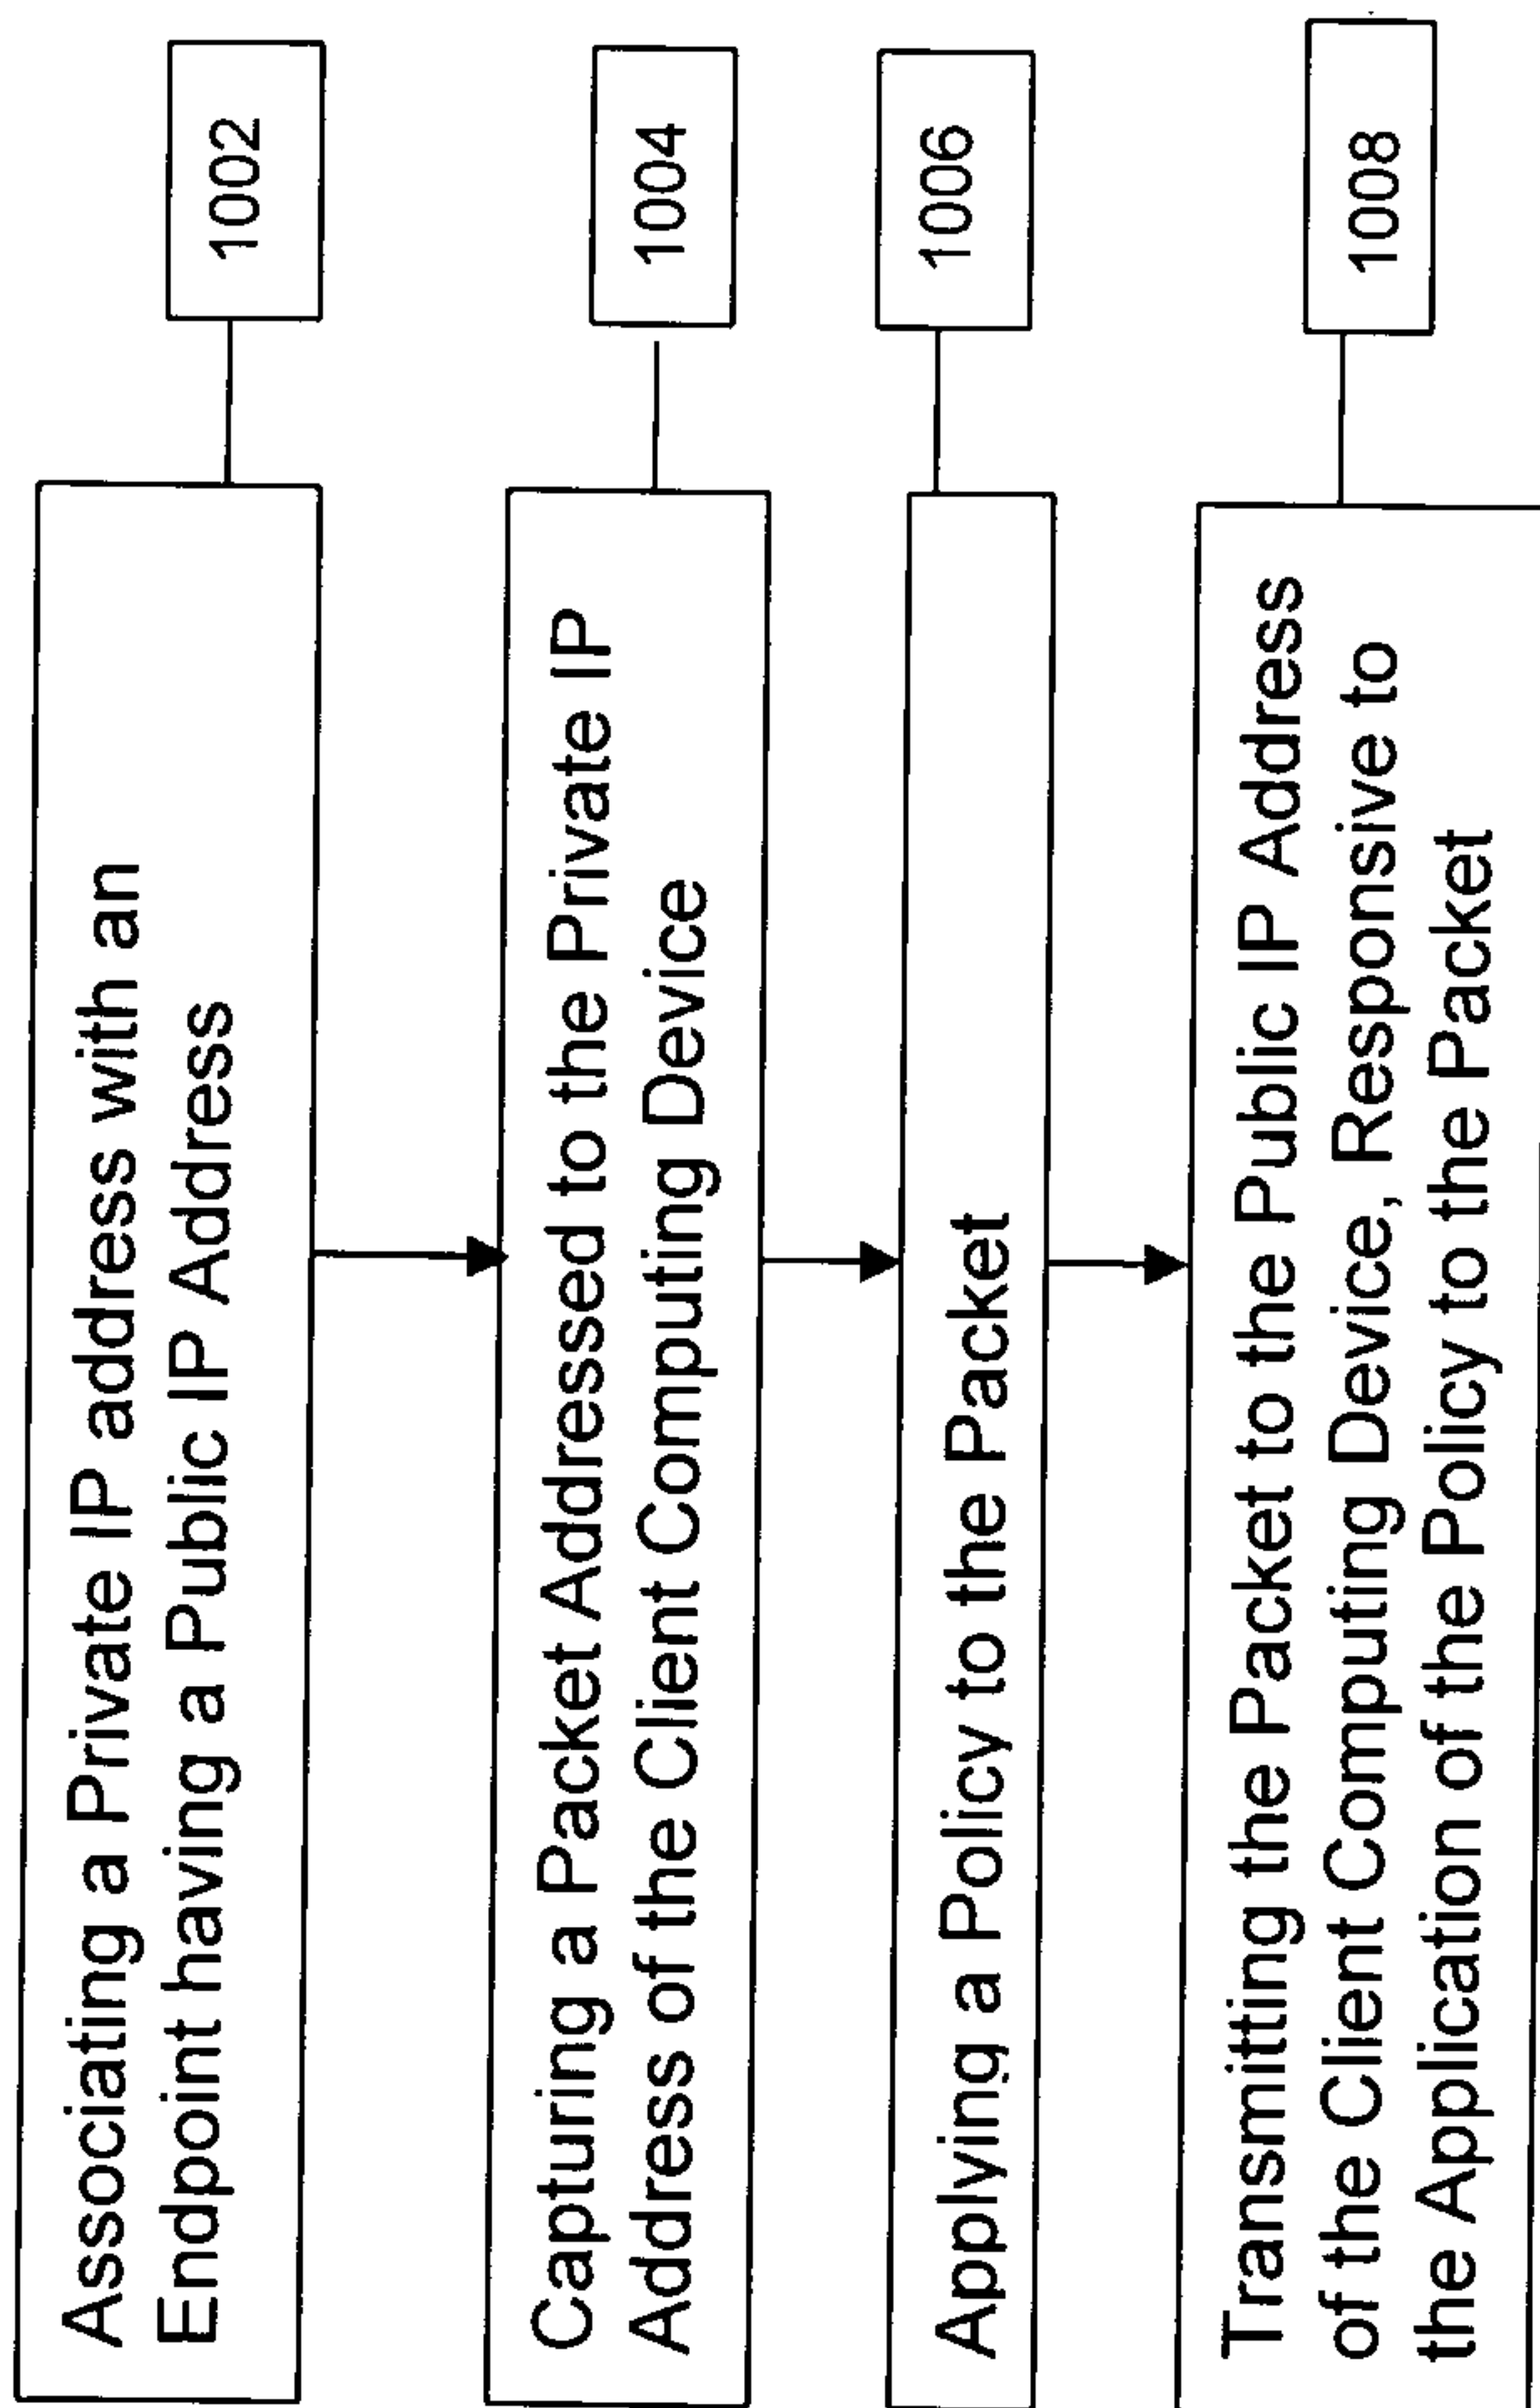 Associating a Private IP address with an
Endpoint having a Public IP Address
1002
Capturing a Packet Addressed to the Private IP
Address of the Client Computing Device
1004
Applying a Policy to the Packet
1006
Transmitting the Packet to the Public IP Address
of the Client Computing Device, Responsive to
the Application of the Policy to the Packet
1008